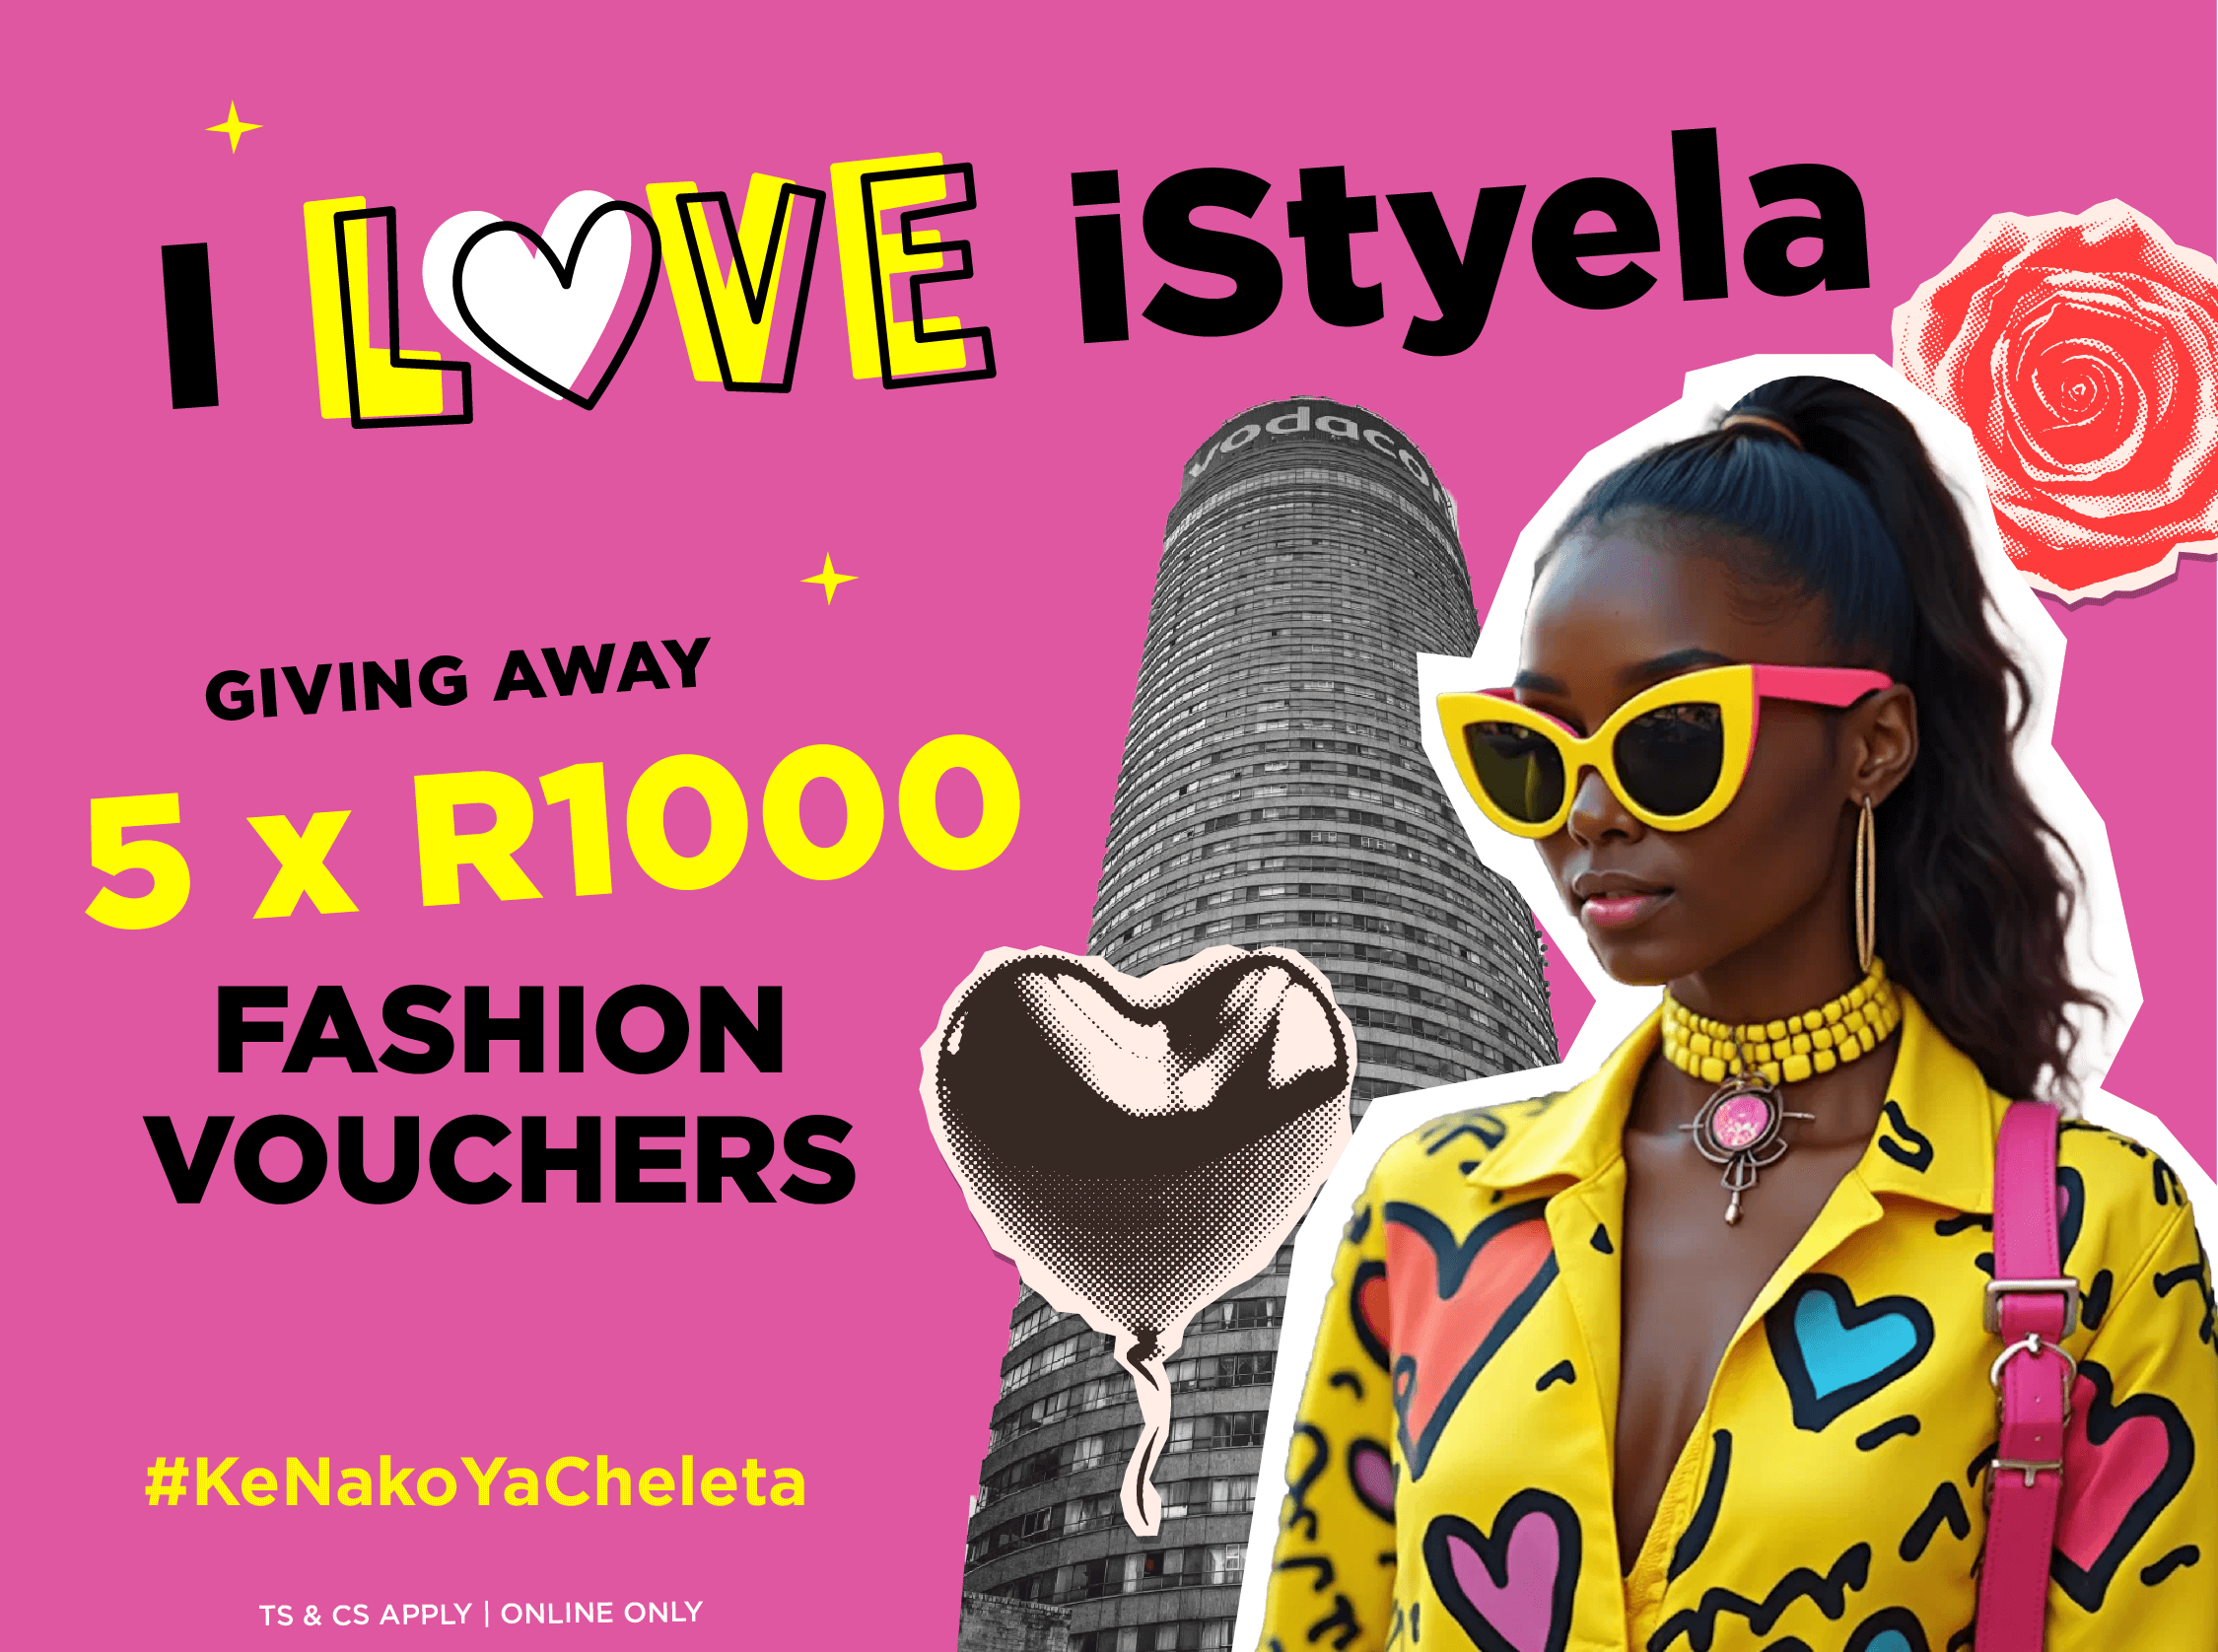 I LOVE iStyela
vodacom
GIVING AWAY
5 x R1000
FASHION
VOUCHERS
#KeNakoYaCheleta
TS & CS APPLY | ONLINE ONLY